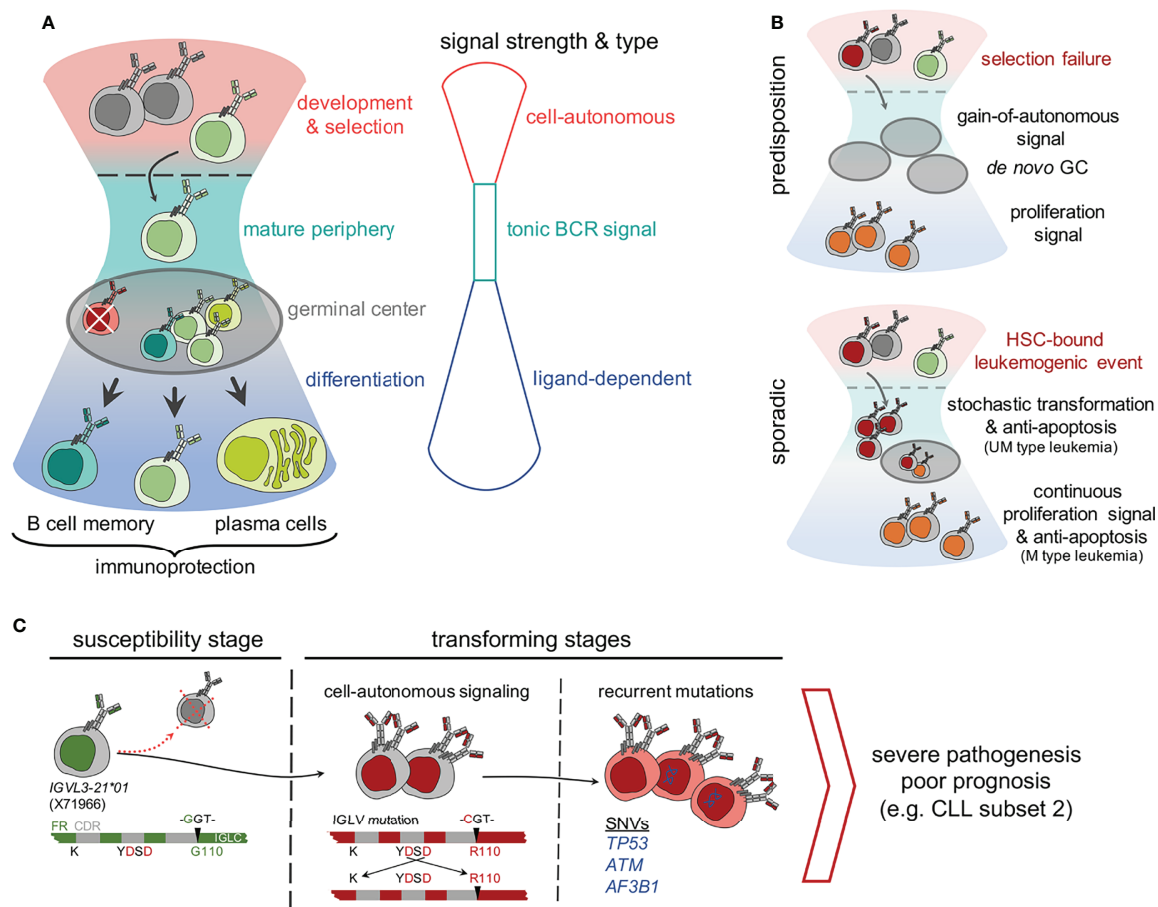 A
signal strength & type
development
& selection
cell-autonomous
mature periphery
tonic BCR signal
germinal center
differentiation
ligand-dependent
B cell memory
plasma cells
immunoprotection
B
predisposition
selection failure
gain-of-autonomous
signal
de novo GC
proliferation
signal
sporadic
HSC-bound
leukemogenic event
stochastic transformation
& anti-apoptosis
(UM type leukemia)
continuous
proliferation signal
& anti-apoptosis
(M type leukemia)
C
susceptibility stage
transforming stages
cell-autonomous signaling
recurrent mutations
IGVL3-21*01
(X71966)
-GGT-
FR CDR
IGLC
K YDSD G110
IGLV mutation
-CGT-
K YDSD R110
K YDSD R110
SNVs
TP53
ATM
AF3B1
severe pathogenesis
poor prognosis
(e.g. CLL subset 2)